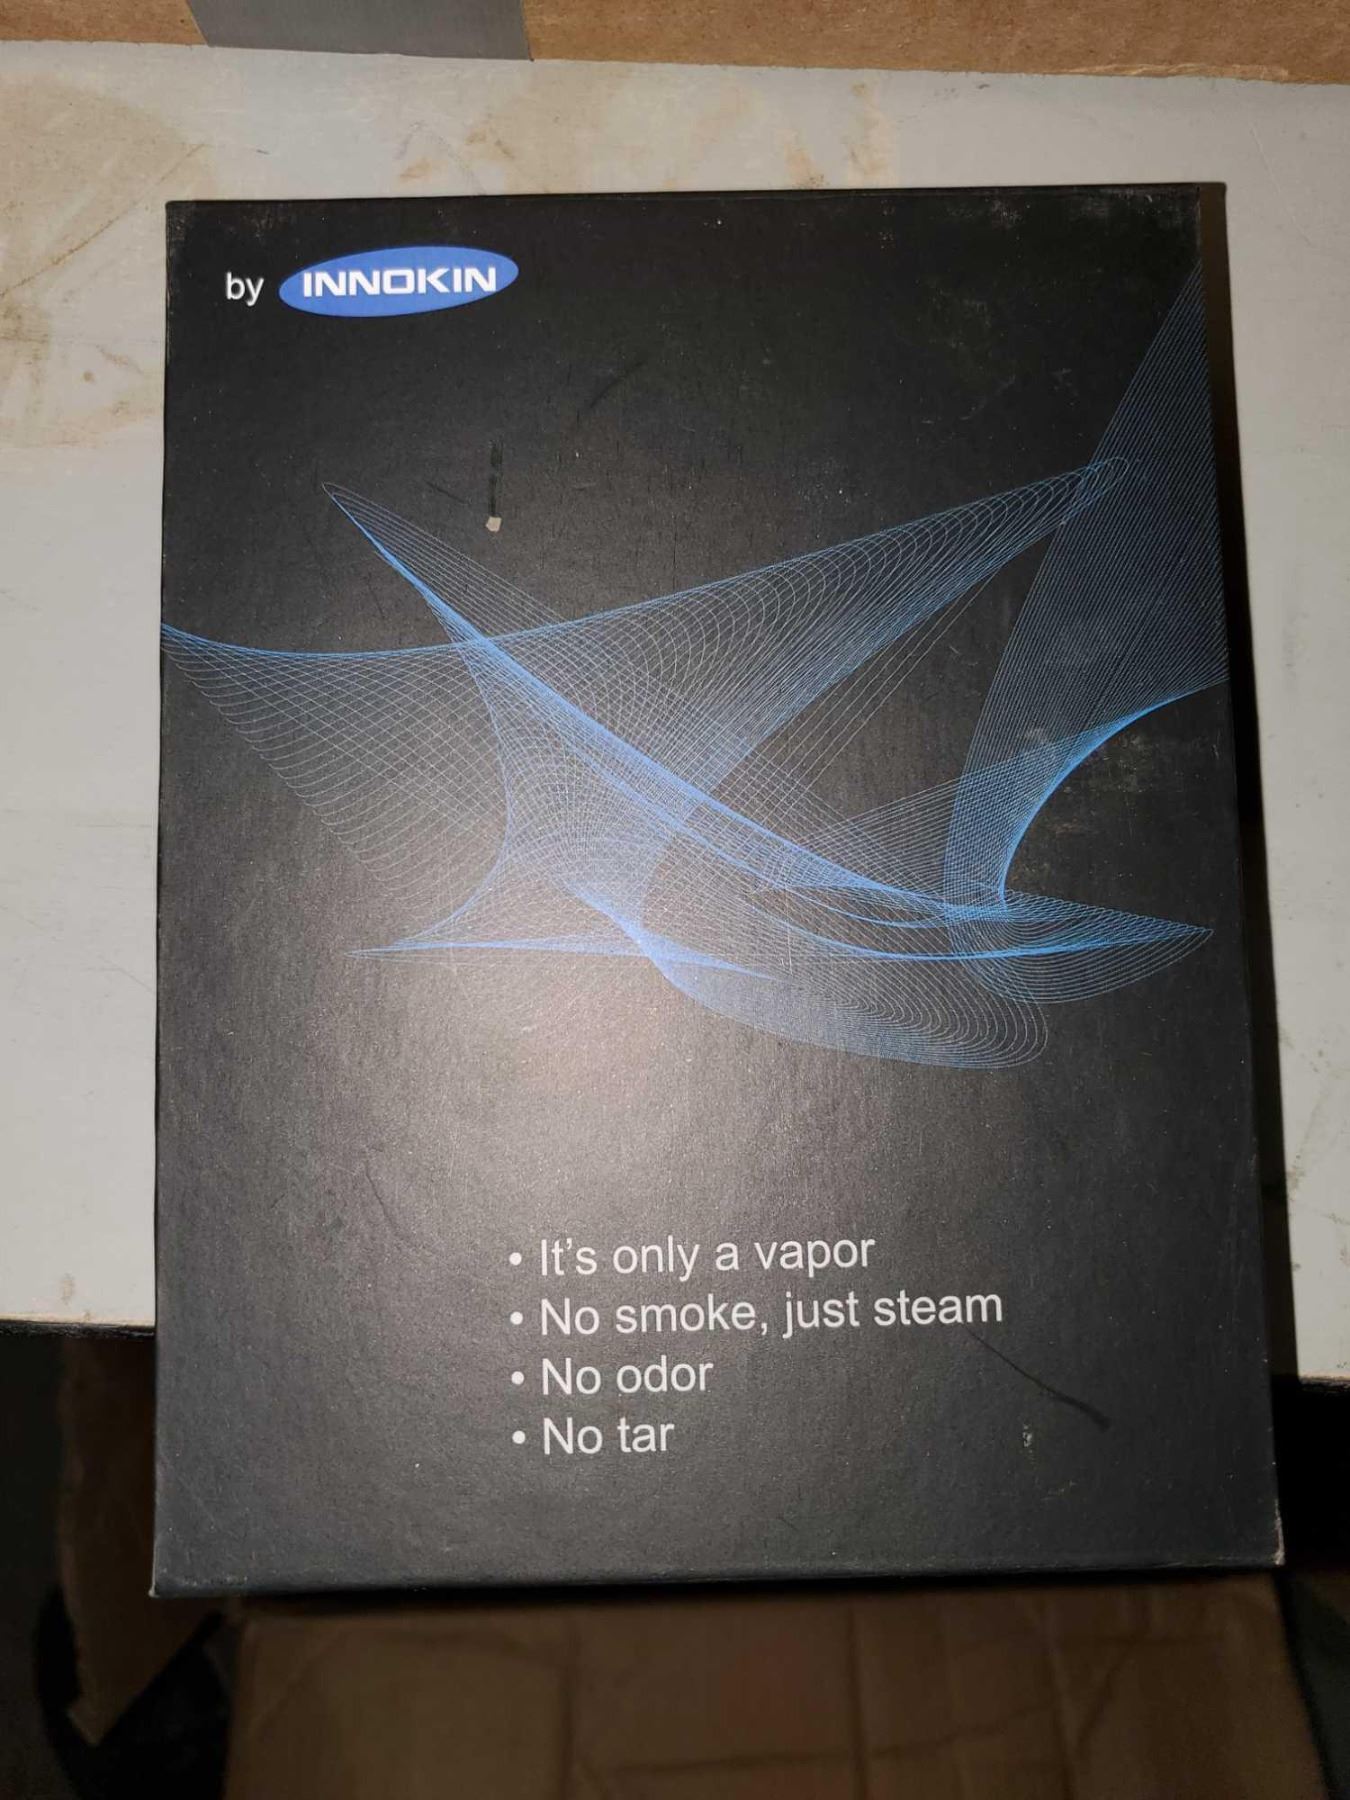 by INNOKIN
• It's only a vapor
• No smoke, just steam
• No odor
• No tar